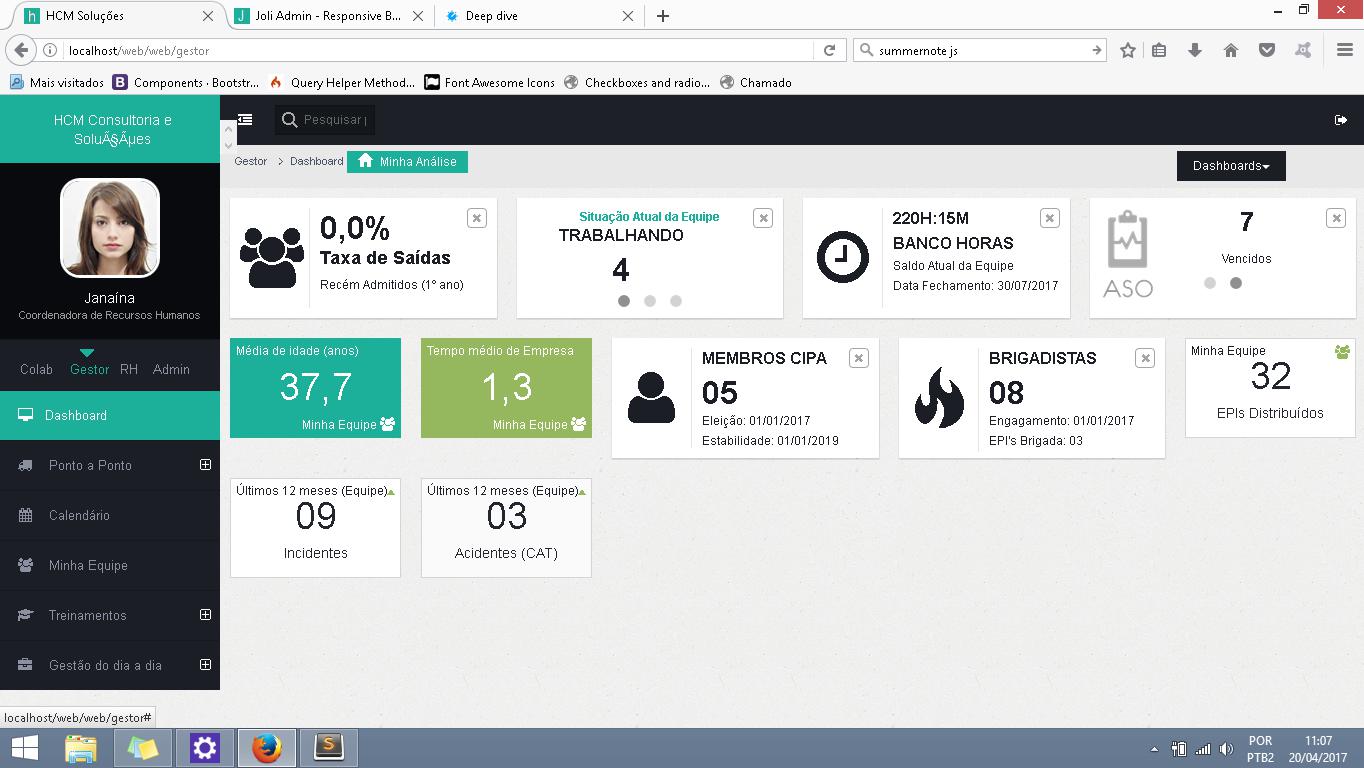 HCM Soluções
Joli Admin - Responsive B...
Deep dive
localhost/web/web/gestor
summernote js
Mais visitados
Components · Bootstr...
Query Helper Method...
Font Awesome Icons
Checkboxes and radio...
Chamado
HCM Consultoria e
SoluÃ§Ãµes
Pesquisar
Gestor
Dashboard
Minha Análise
Dashboards
Janaína
Coordenadora de Recursos Humanos
Colab
Gestor
RH
Admin
Dashboard
Ponto a Ponto
Calendário
Minha Equipe
Treinamentos
Gestão do dia a dia
0,0%
Taxa de Saídas
Recém Admitidos (1º ano)
Situação Atual da Equipe
TRABALHANDO
4
220H:15M
BANCO HORAS
Saldo Atual da Equipe
Data Fechamento: 30/07/2017
ASO
7
Vencidos
Média de idade (anos)
37,7
Minha Equipe
Tempo médio de Empresa
1,3
Minha Equipe
MEMBROS CIPA
05
Eleição: 01/01/2017
Estabilidade: 01/01/2019
BRIGADISTAS
08
Engagamento: 01/01/2017
EPI's Brigada: 03
Minha Equipe
32
EPIs Distribuídos
Últimos 12 meses (Equipe)
09
Incidentes
Últimos 12 meses (Equipe)
03
Acidentes (CAT)
localhost/web/web/gestor#
POR
PTB2
11:07
20/04/2017